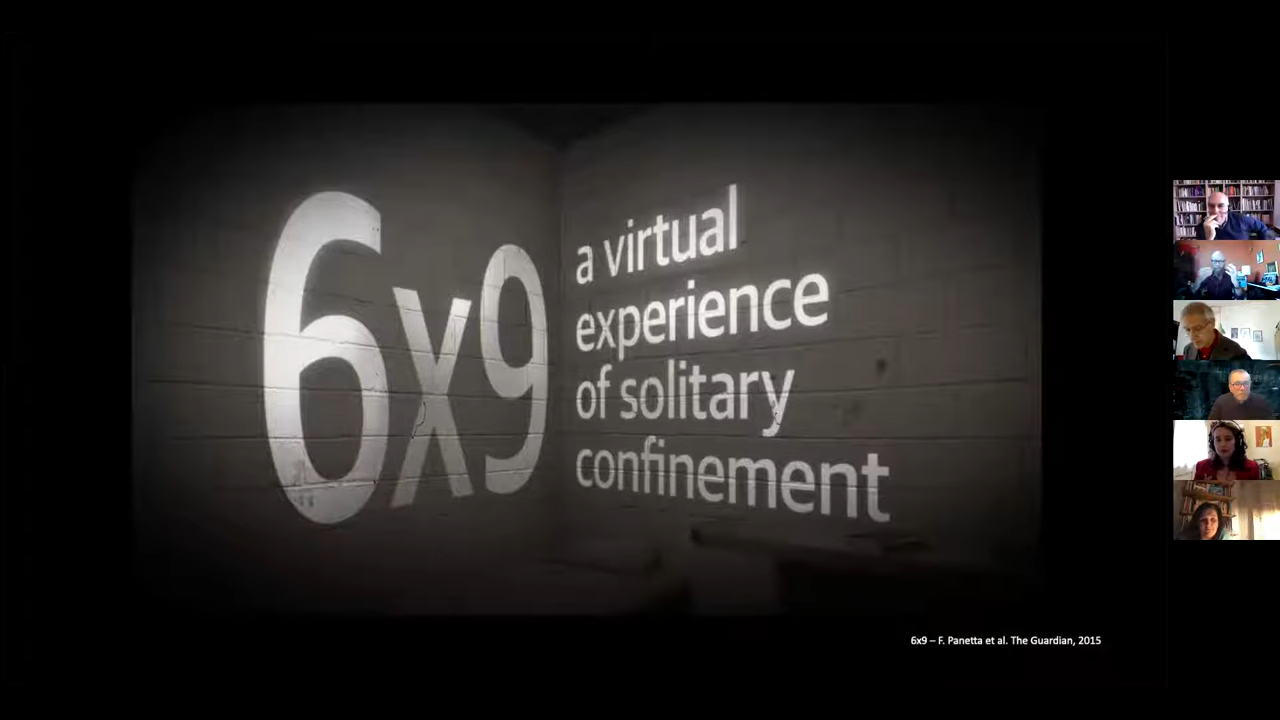 6x9
a virtual
experience
of solitary
confinement
6x9 – F. Panetta et al. The Guardian, 2015